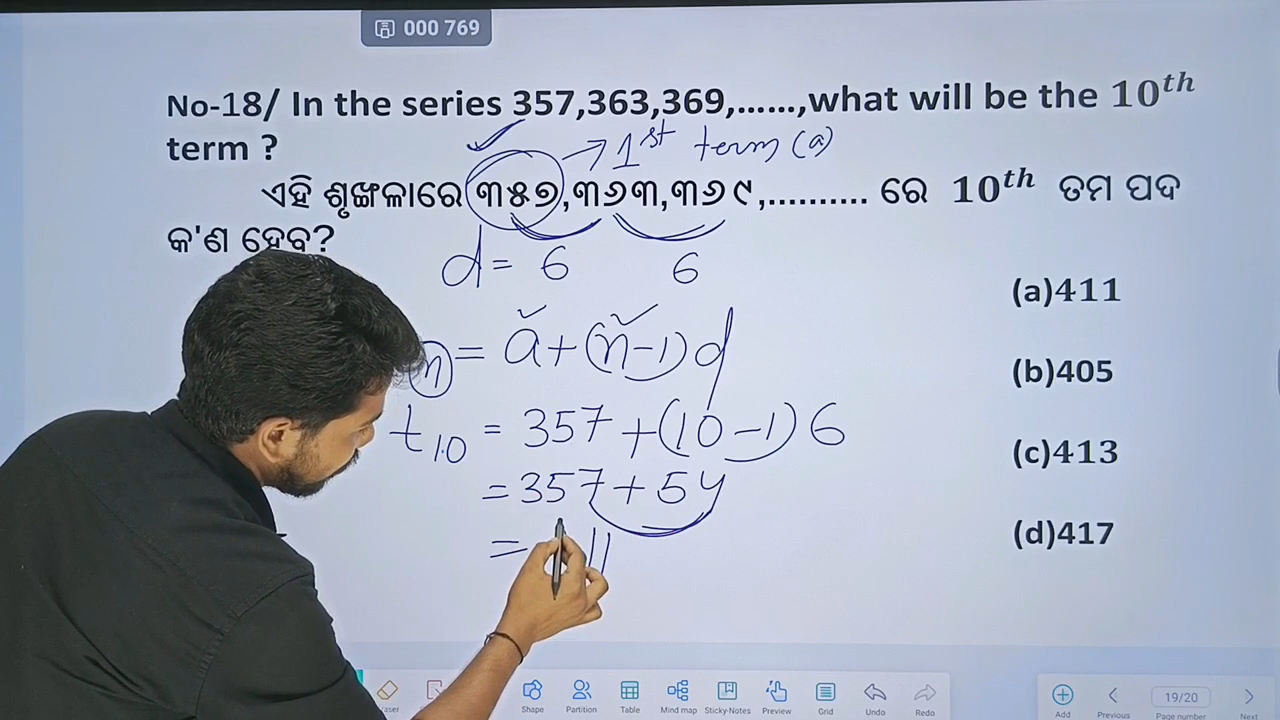 000 769
No-18/ In the series 357,363,369,......,what will be the 10th
term ?
1st term (a)
ଏହି ଶୃଙ୍ଖଳାରେ ୩୫୭,୩୬୩,୩୬୯,.......... ରେ 10th ତମ ପଦ
କ'ଣ ହେବ?
d = 6 6
(a)411
n = a + (n-1) d
(b)405
t10 = 357 + (10-1) 6
(c)413
= 357 + 54
(d)417
= 11
Shape Partition Table Mind map Sticky-Notes Preview Grid Undo Redo
19/20
Add Previous Page number Next